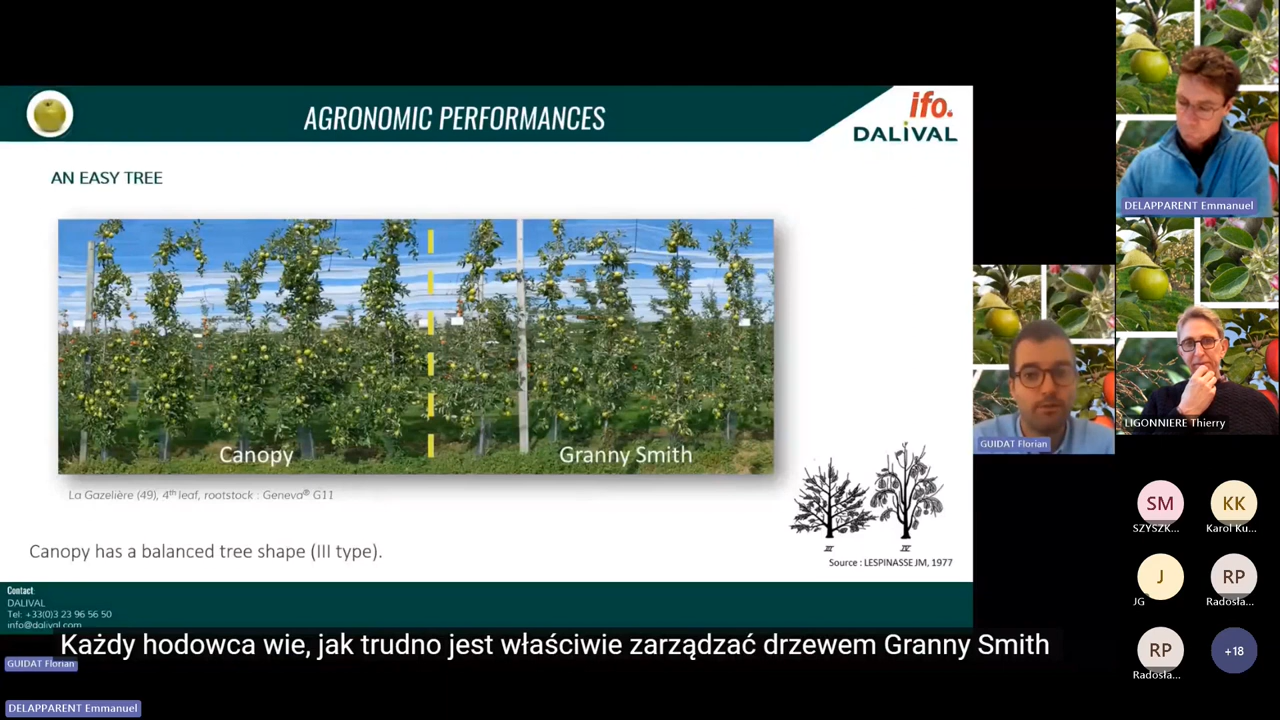 AGRONOMIC PERFORMANCES
ifo.
DALIVAL
AN EASY TREE
Canopy
Granny Smith
La Gazelière (49), 4th leaf, rootstock : Geneva® G11
III
IV
Canopy has a balanced tree shape (III type).
Source : LESPINASSE JM, 1977
Contact
DALIVAL
Tel: +33(0)3 23 96 56 50
info@dalival.com
Każdy hodowca wie, jak trudno jest właściwie zarządzać drzewem Granny Smith
GUIDAT Florian
DELAPPARENT Emmanuel
DELAPPARENT Emmanuel
GUIDAT Florian
LIGONNIERE Thierry
SM
SZYSZK...
KK
Karol Ku...
J
JG
RP
Radosła...
RP
Radosła...
+18